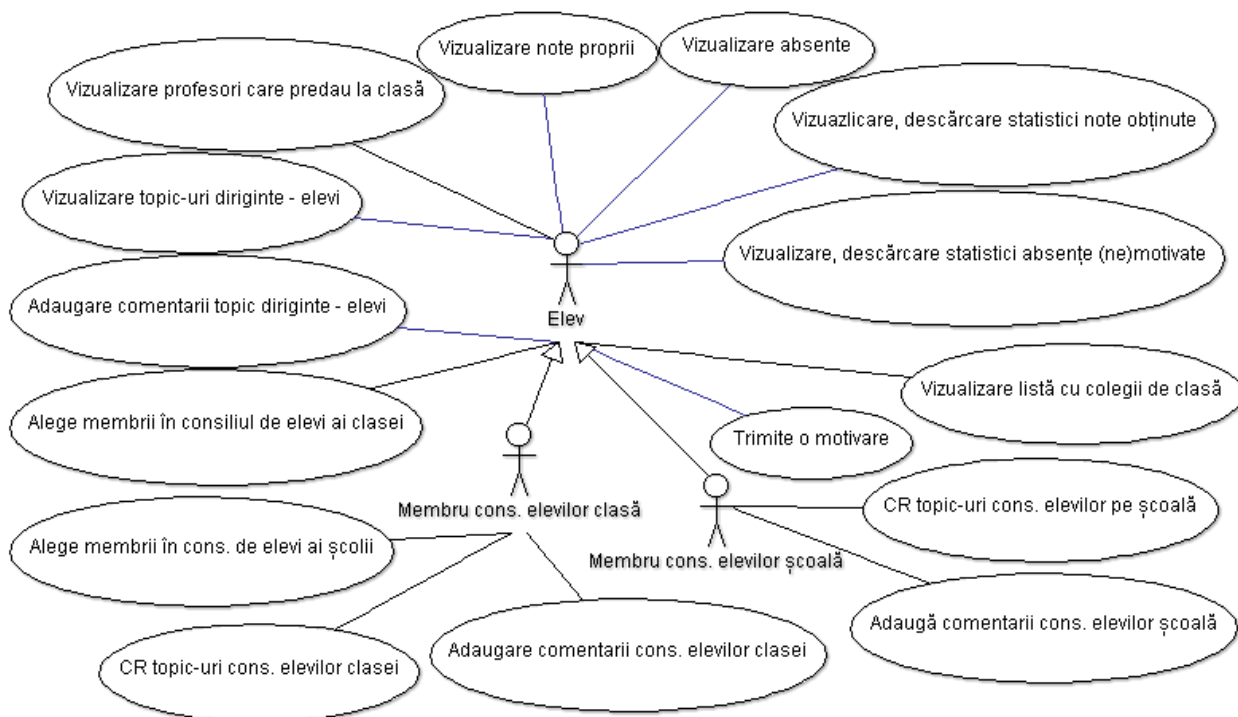 Vizualizare note proprii
Vizualizare absente
Vizualizare profesori care predau la clasă
Vizuazlicare, descărcare statistici note obținute
Vizualizare topic-uri diriginte - elevi
Vizualizare, descărcare statistici absențe (ne)motivate
Adaugare comentarii topic diriginte - elevi
Elev
Vizualizare listă cu colegii de clasă
Alege membrii în consiliul de elevi ai clasei
Trimite o motivare
Membru cons. elevilor clasă
CR topic-uri cons. elevilor pe școală
Alege membrii în cons. de elevi ai școlii
Membru cons. elevilor școală
Adaugă comentarii cons. elevilor școală
Adaugare comentarii cons. elevilor clasei
CR topic-uri cons. elevilor clasei